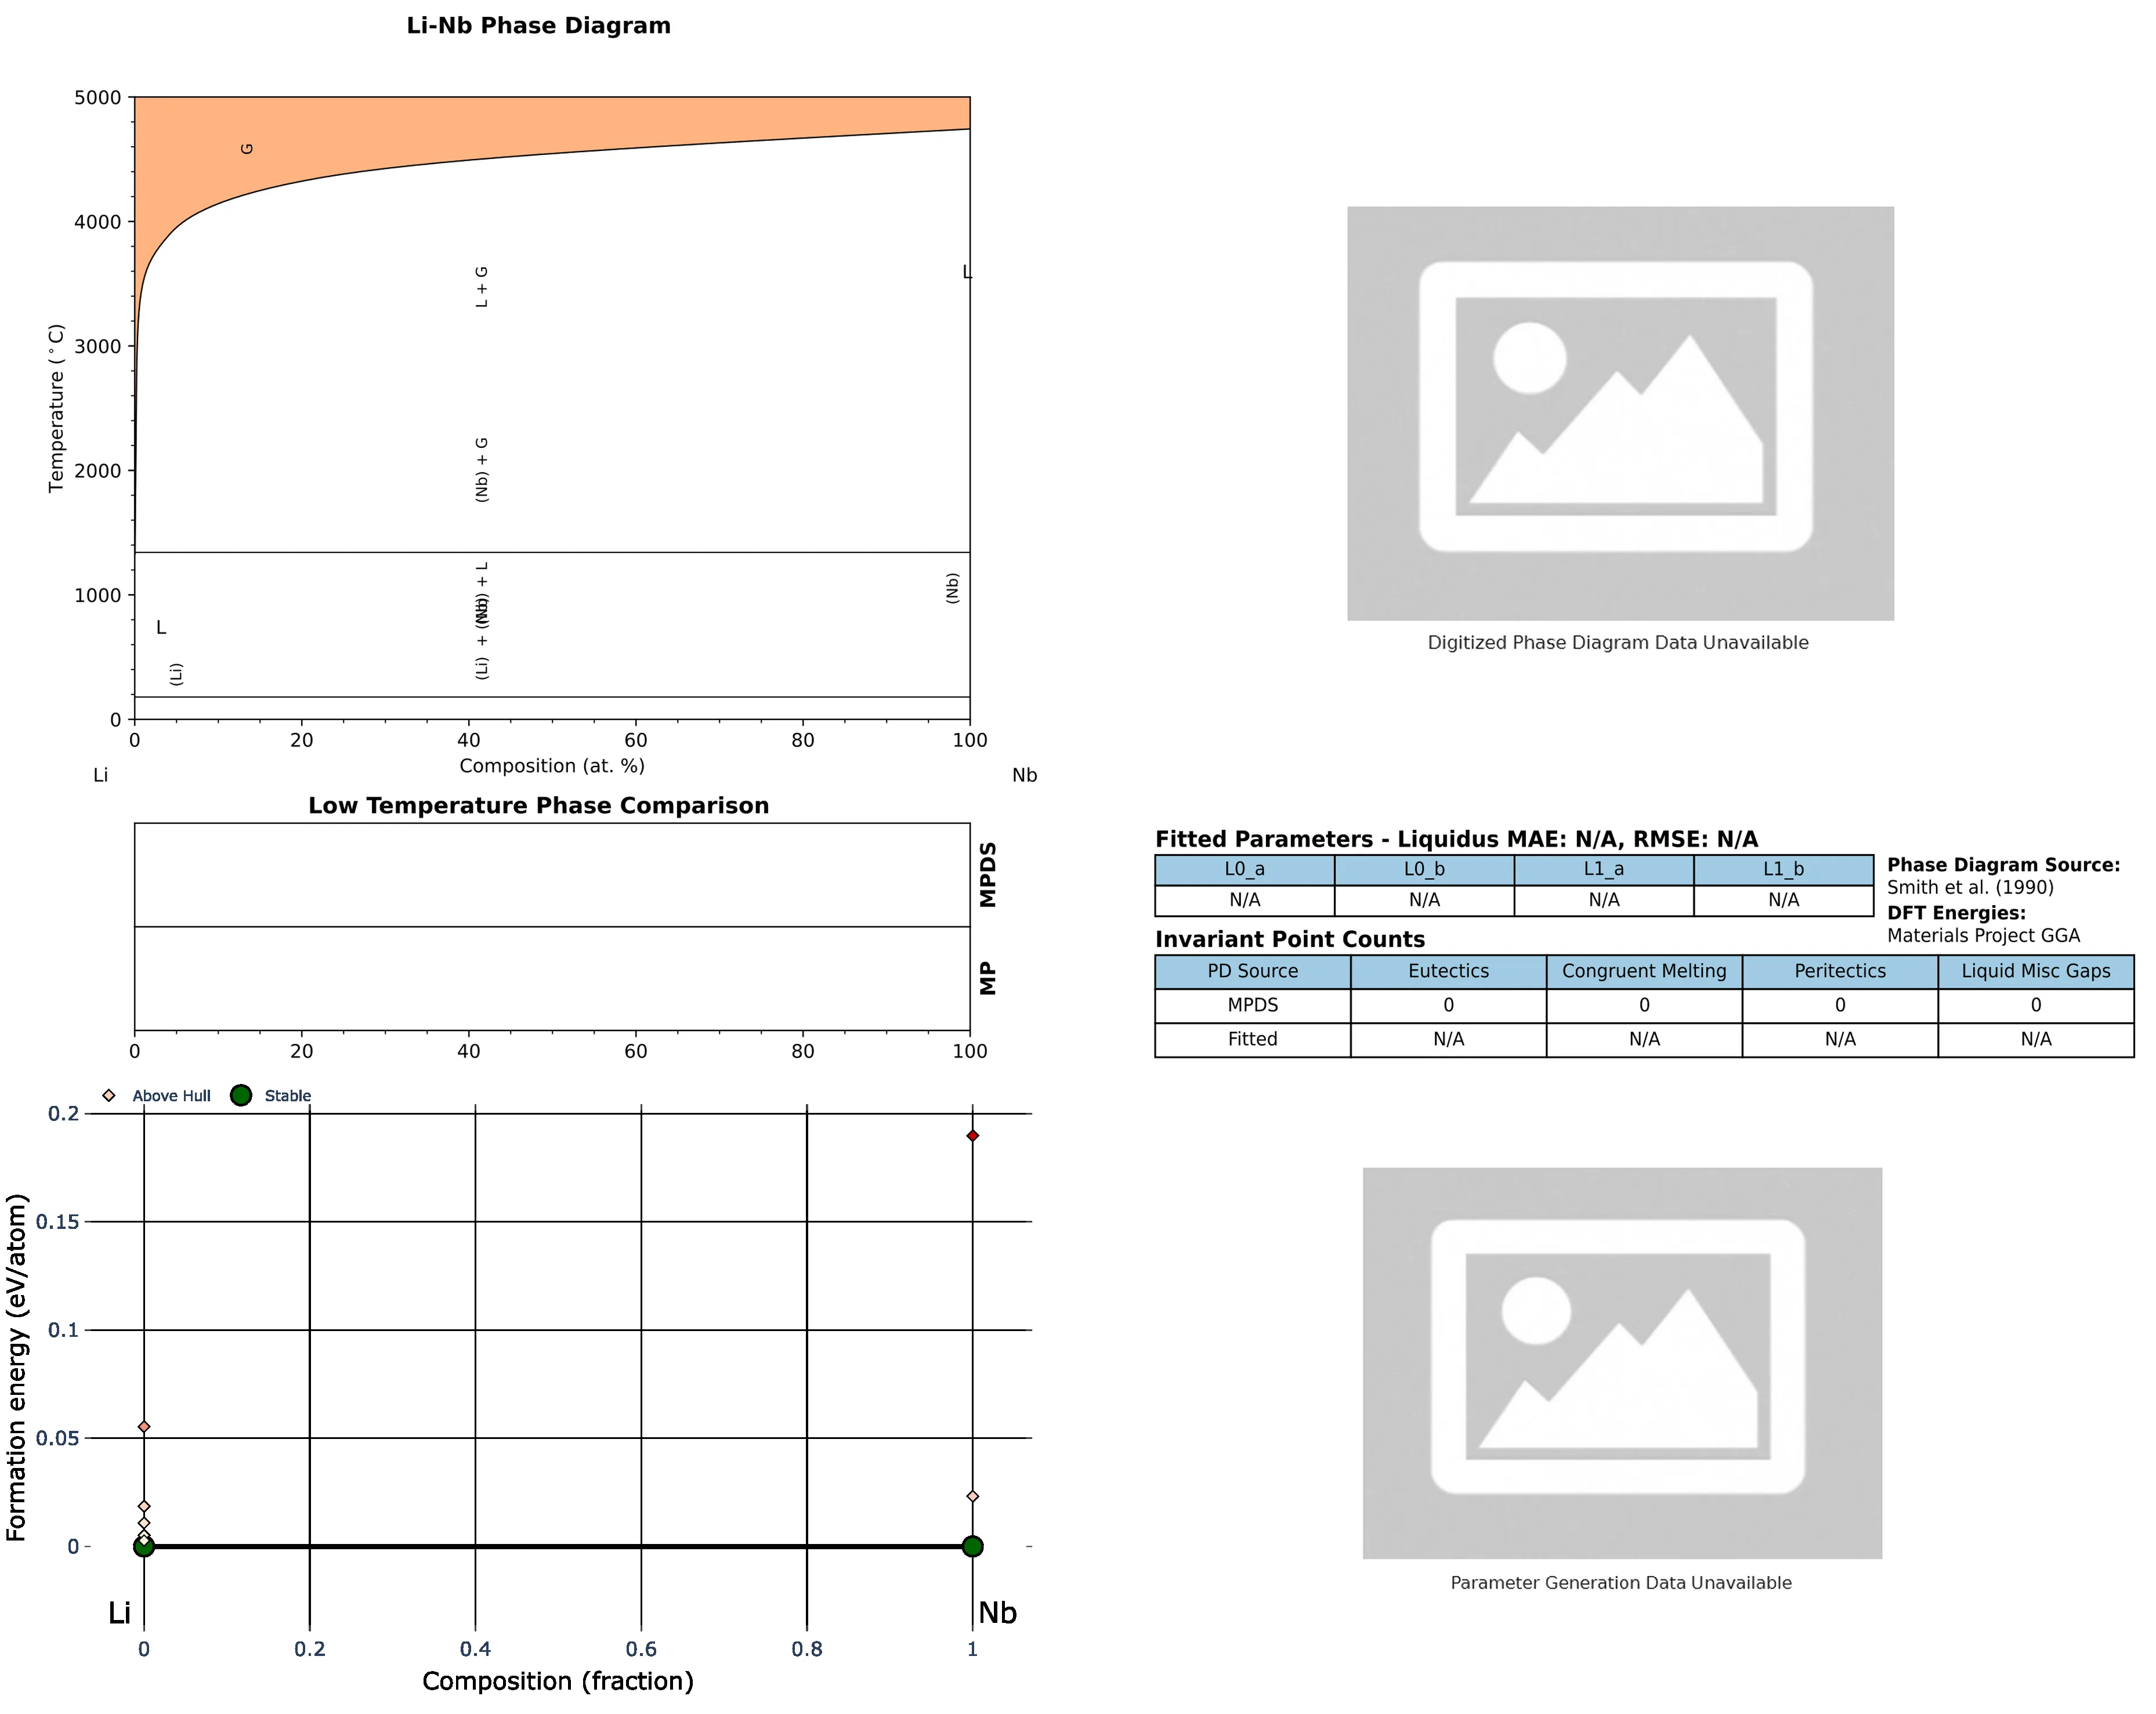 Li-Nb Phase Diagram
5000
4000
3000
2000
1000
0
Temperature (°C)
G
L + G
L
(Nb) + G
(Nb) + L
(Li) + (Nb)
(Nb)
L
(Li)
0 20 40 60 80 100
Composition (at. %)
Li Nb
Digitized Phase Diagram Data Unavailable
Low Temperature Phase Comparison
MPDS
MP
0 20 40 60 80 100
Fitted Parameters - Liquidus MAE: N/A, RMSE: N/A
L0_a L0_b L1_a L1_b
N/A N/A N/A N/A
Phase Diagram Source:
Smith et al. (1990)
DFT Energies:
Materials Project GGA
Invariant Point Counts
PD Source Eutectics Congruent Melting Peritectics Liquid Misc Gaps
MPDS 0 0 0 0
Fitted N/A N/A N/A N/A
Above Hull Stable
0.2
0.15
0.1
0.05
0
Formation energy (eV/atom)
Li Nb
0 0.2 0.4 0.6 0.8 1
Composition (fraction)
Parameter Generation Data Unavailable